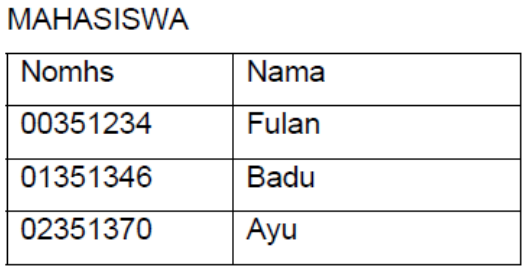 MAHASISWA
Nomhs Nama
00351234 Fulan
01351346 Badu
02351370 Ayu